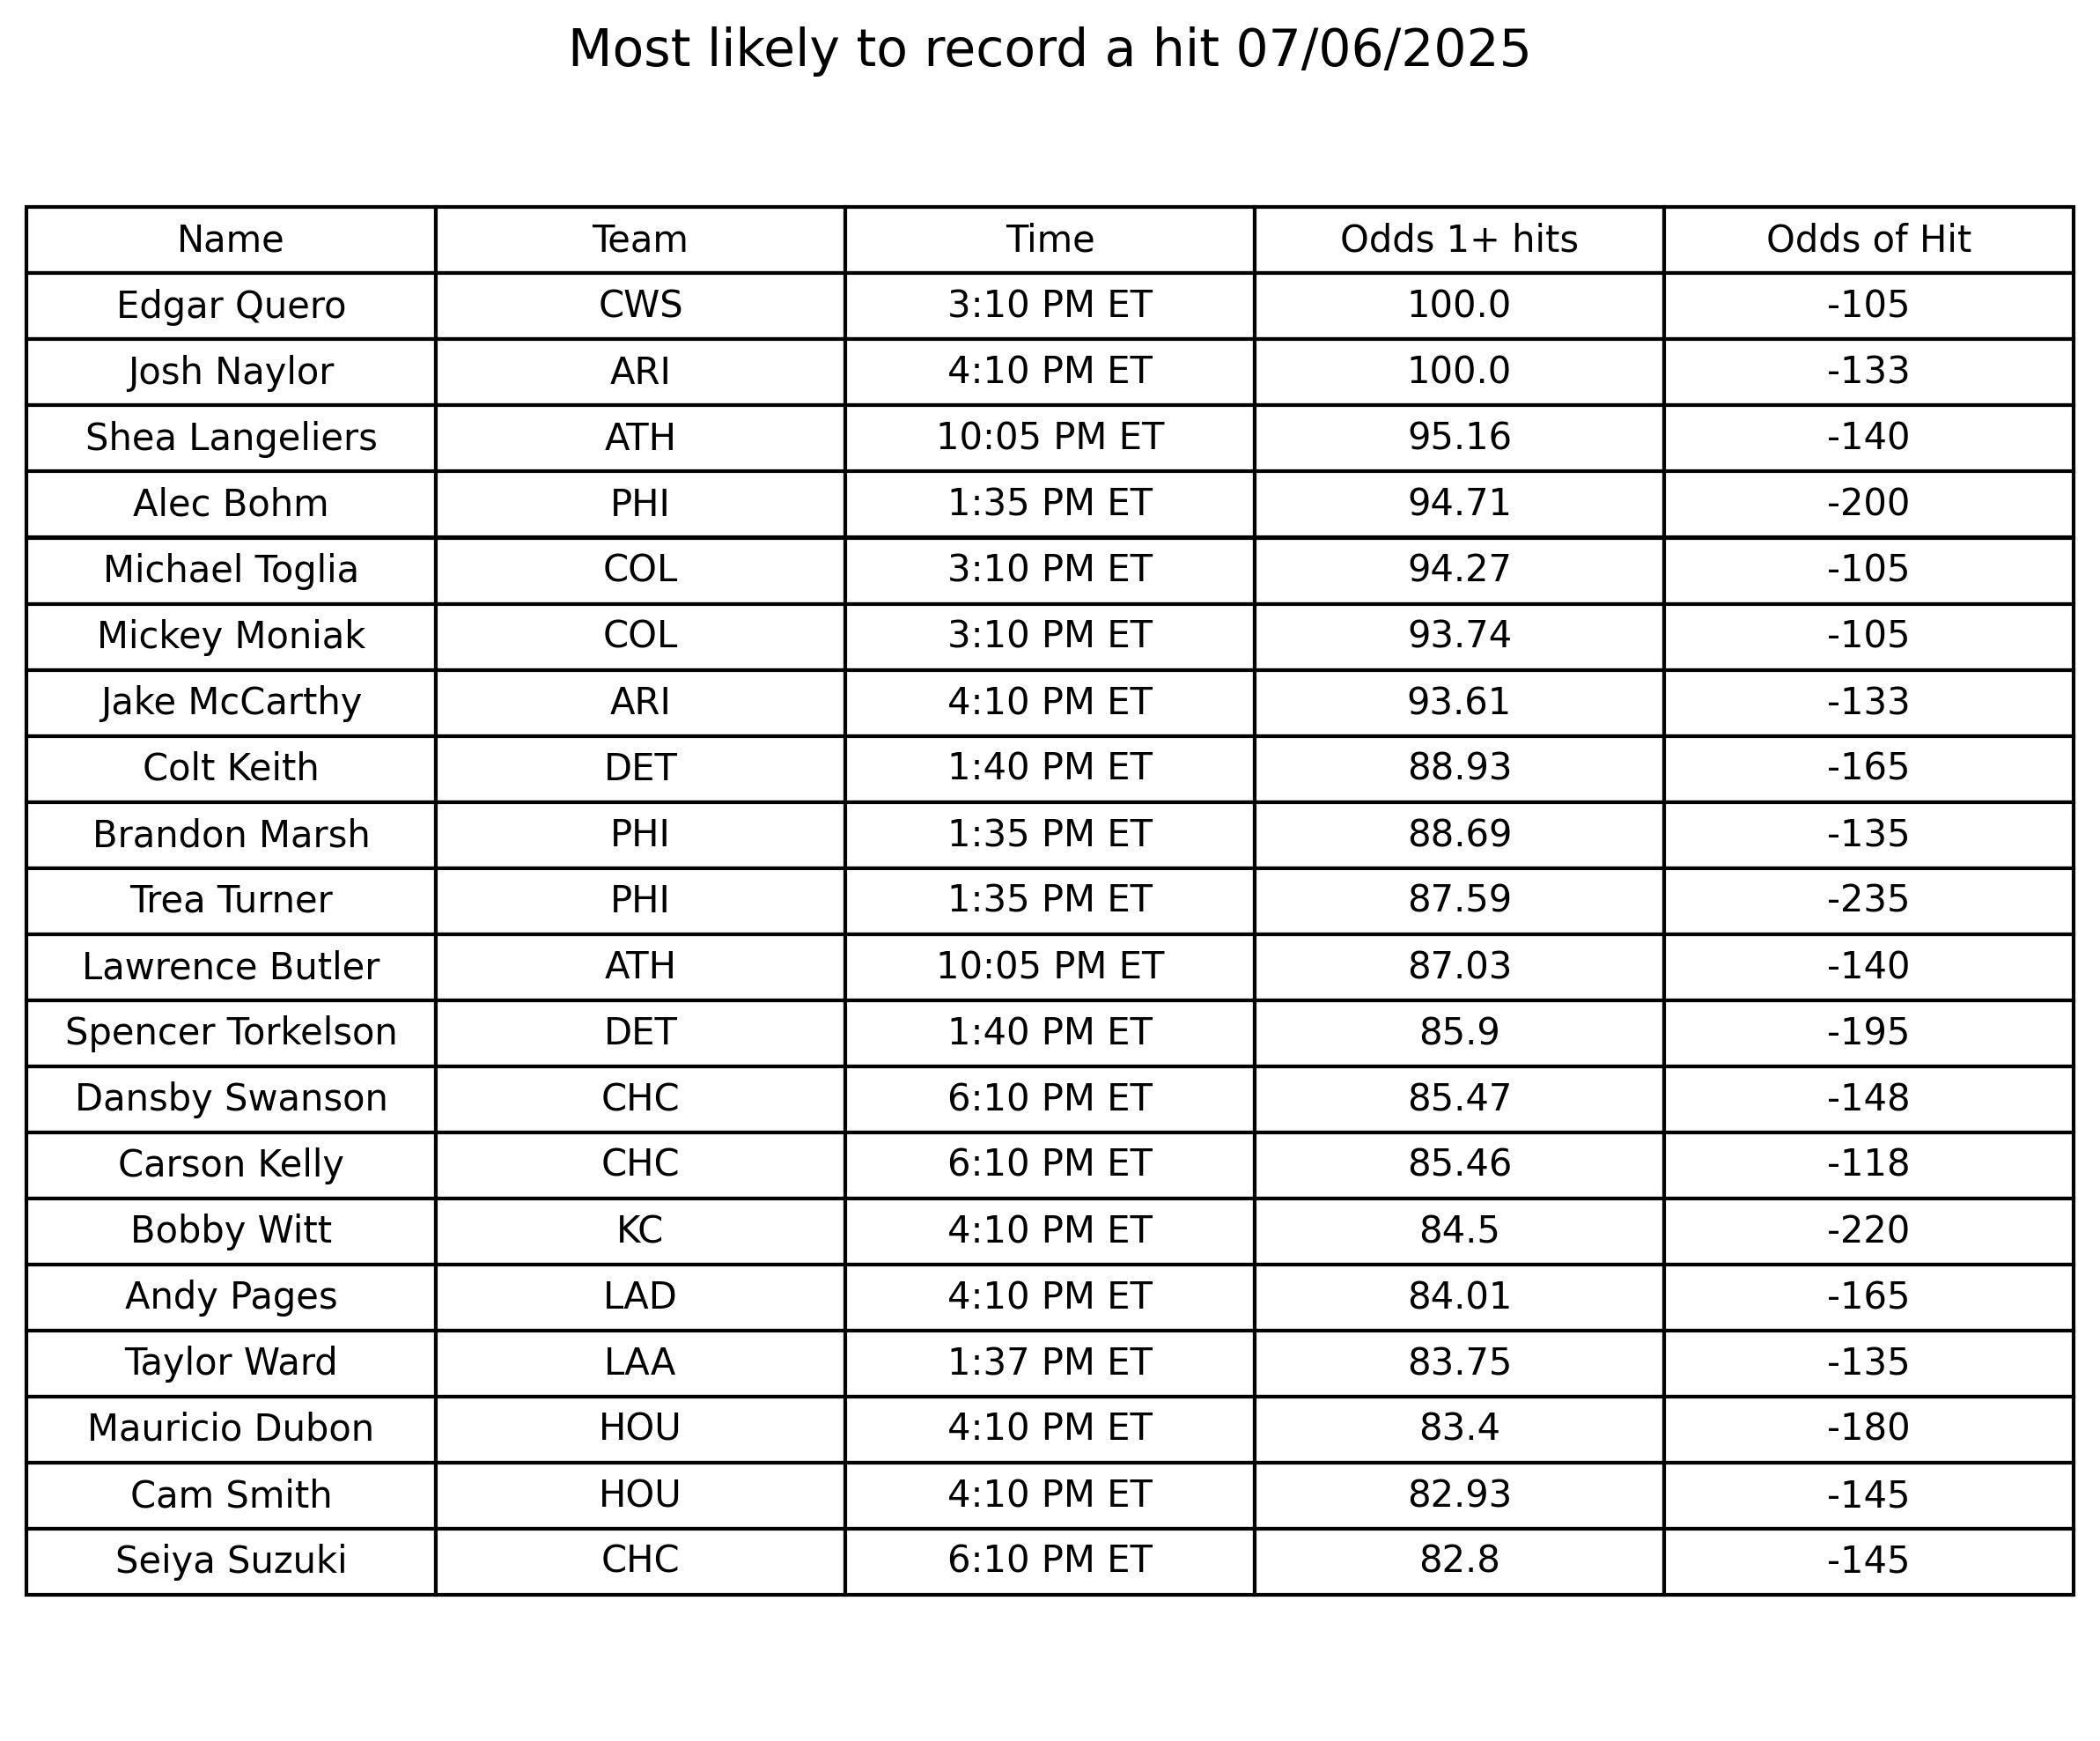 Most likely to record a hit 07/06/2025
Name Team Time Odds 1+ hits Odds of Hit
Edgar Quero CWS 3:10 PM ET 100.0 -105
Josh Naylor ARI 4:10 PM ET 100.0 -133
Shea Langeliers ATH 10:05 PM ET 95.16 -140
Alec Bohm PHI 1:35 PM ET 94.71 -200
Michael Toglia COL 3:10 PM ET 94.27 -105
Mickey Moniak COL 3:10 PM ET 93.74 -105
Jake McCarthy ARI 4:10 PM ET 93.61 -133
Colt Keith DET 1:40 PM ET 88.93 -165
Brandon Marsh PHI 1:35 PM ET 88.69 -135
Trea Turner PHI 1:35 PM ET 87.59 -235
Lawrence Butler ATH 10:05 PM ET 87.03 -140
Spencer Torkelson DET 1:40 PM ET 85.9 -195
Dansby Swanson CHC 6:10 PM ET 85.47 -148
Carson Kelly CHC 6:10 PM ET 85.46 -118
Bobby Witt KC 4:10 PM ET 84.5 -220
Andy Pages LAD 4:10 PM ET 84.01 -165
Taylor Ward LAA 1:37 PM ET 83.75 -135
Mauricio Dubon HOU 4:10 PM ET 83.4 -180
Cam Smith HOU 4:10 PM ET 82.93 -145
Seiya Suzuki CHC 6:10 PM ET 82.8 -145